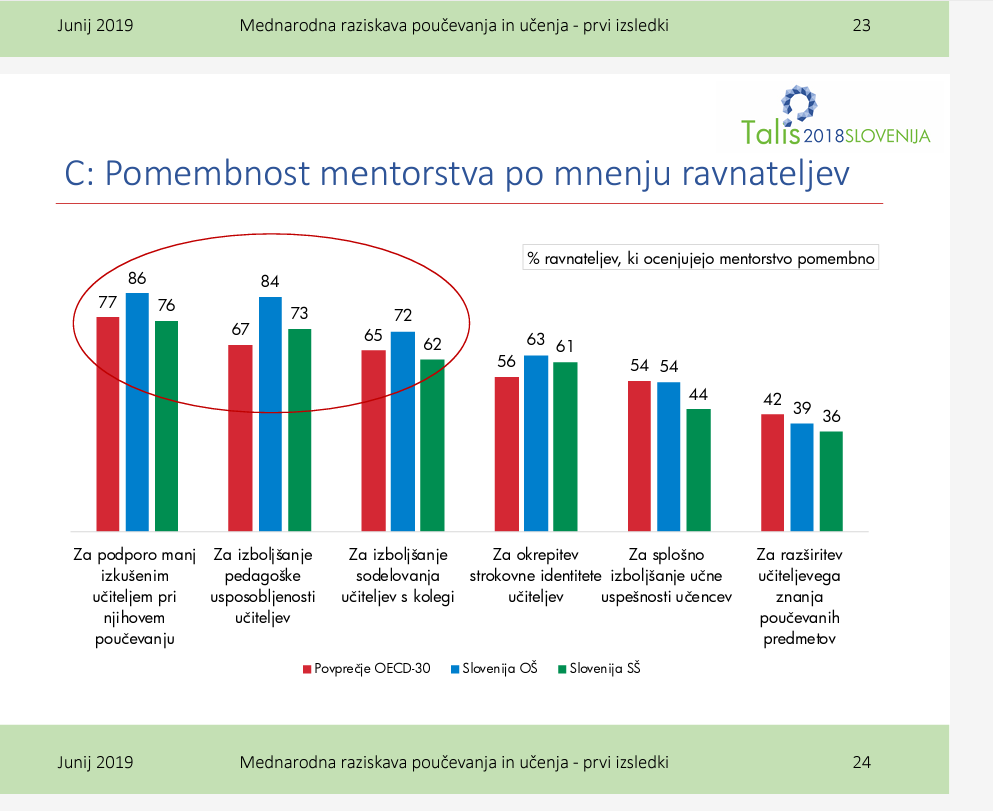 Junij 2019 Mednarodna raziskava poučevanja in učenja - prvi izsledki 23
Talis 2018 SLOVENIJA
C: Pomembnost mentorstva po mnenju ravnateljev
% ravnateljev, ki ocenjujejo mentorstvo pomembno
77 86 76
67 84 73
65 72 62
56 63 61
54 54 44
42 39 36
Za podporo manj
izkušenim
učiteljem pri
njihovem
poučevanju
Za izboljšanje
pedagoške
usposobljenosti
učiteljev
Za izboljšanje
sodelovanja
učiteljev s kolegi
Za okrepitev
strokovne identitete
učiteljev
Za splošno
izboljšanje učne
uspešnosti učencev
Za razširitev
učiteljevega
znanja
poučevanih
predmetov
Povprečje OECD-30 Slovenija OŠ Slovenija SŠ
Junij 2019 Mednarodna raziskava poučevanja in učenja - prvi izsledki 24